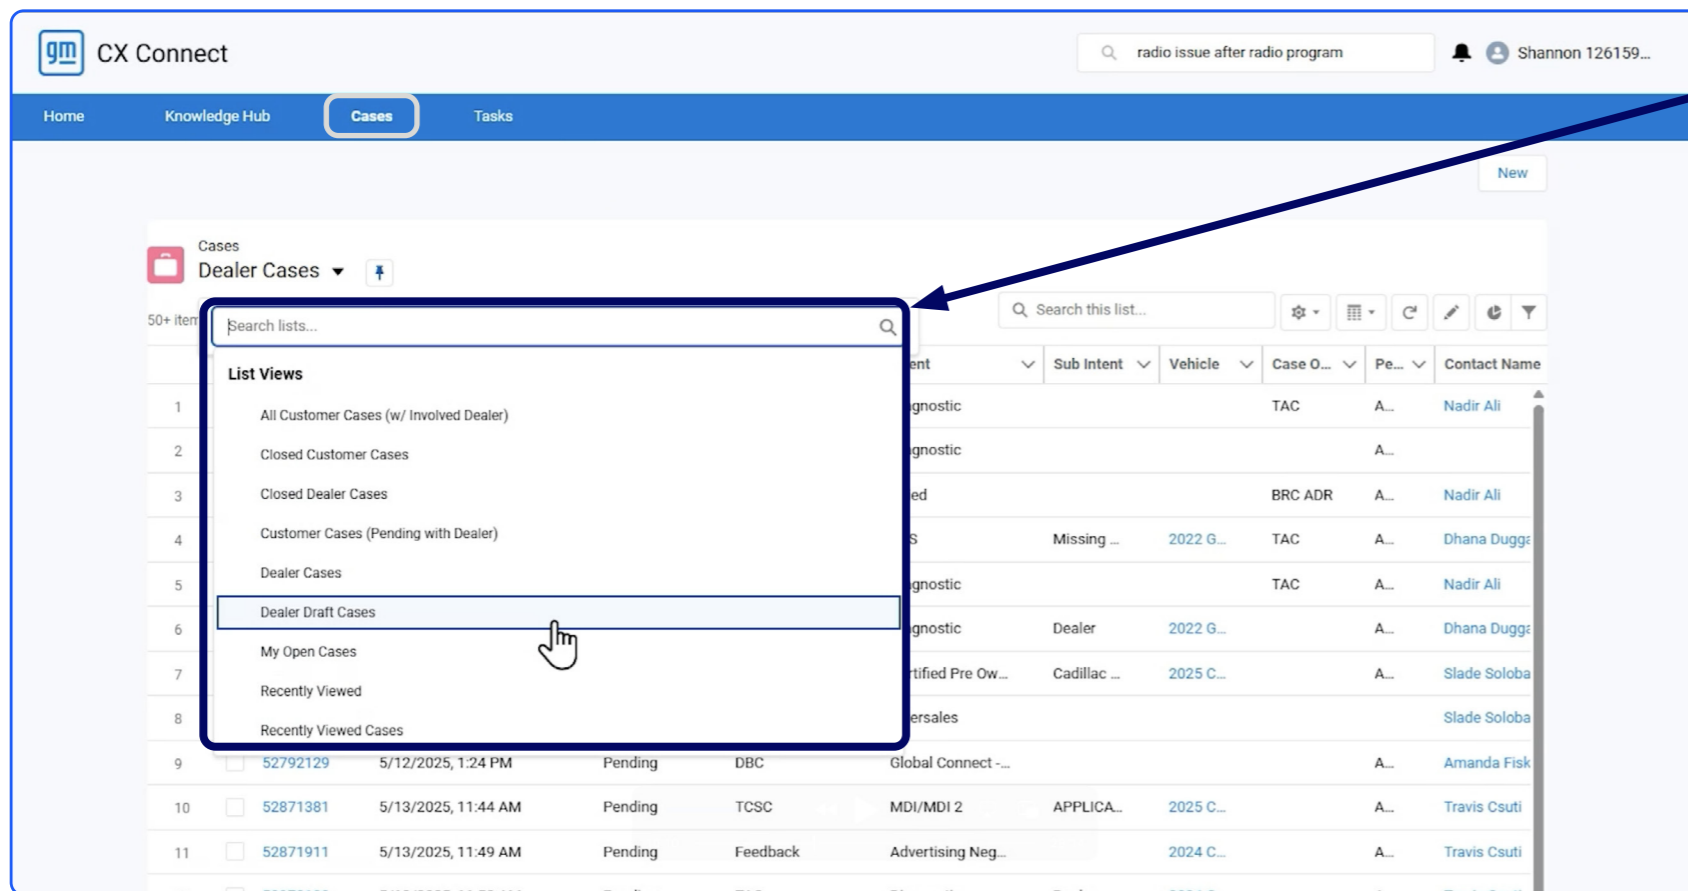 gm CX Connect
radio issue after radio program
Shannon 126159...
Home Knowledge Hub Cases Tasks
New
Cases
Dealer Cases
50+ item
Search lists...
Search this list...
List Views
All Customer Cases (w/ Involved Dealer)
Closed Customer Cases
Closed Dealer Cases
Customer Cases (Pending with Dealer)
Dealer Cases
Dealer Draft Cases
My Open Cases
Recently Viewed
Recently Viewed Cases
ent Sub Intent Vehicle Case O... Pe... Contact Name
1 gnostic TAC A... Nadir Ali
2 gnostic A...
3 ed BRC ADR A... Nadir Ali
4 S Missing ... 2022 G... TAC A... Dhana Dugga
5 gnostic TAC A... Nadir Ali
6 gnostic Dealer 2022 G... A... Dhana Dugga
7 rtified Pre Ow... Cadillac ... 2025 C... A... Slade Soloba
8 ersales Slade Soloba
9 52792129 5/12/2025, 1:24 PM Pending DBC Global Connect -... A... Amanda Fisk
10 52871381 5/13/2025, 11:44 AM Pending TCSC MDI/MDI 2 APPLICA... 2025 C... A... Travis Csuti
11 52871911 5/13/2025, 11:49 AM Pending Feedback Advertising Neg... 2024 C... A... Travis Csuti